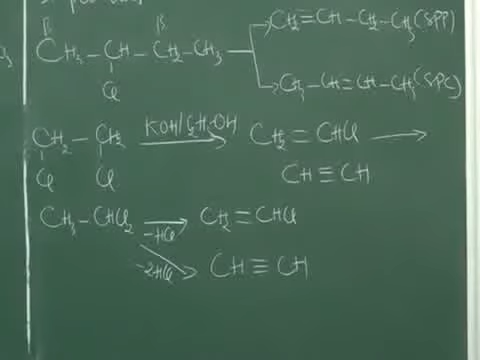 β β
CH₂=CH–CH₂–CH₃(SPP)
CH₃–CH–CH₂–CH₃
Cl
CH₃–CH=CH–CH₃(SPC)
CH₂–CH₂ KOH/C₂H₅OH CH₂=CHCl
Cl Cl CH≡CH
CH₃–CHCl₂ –HCl CH₂=CHCl
–2HCl CH≡CH